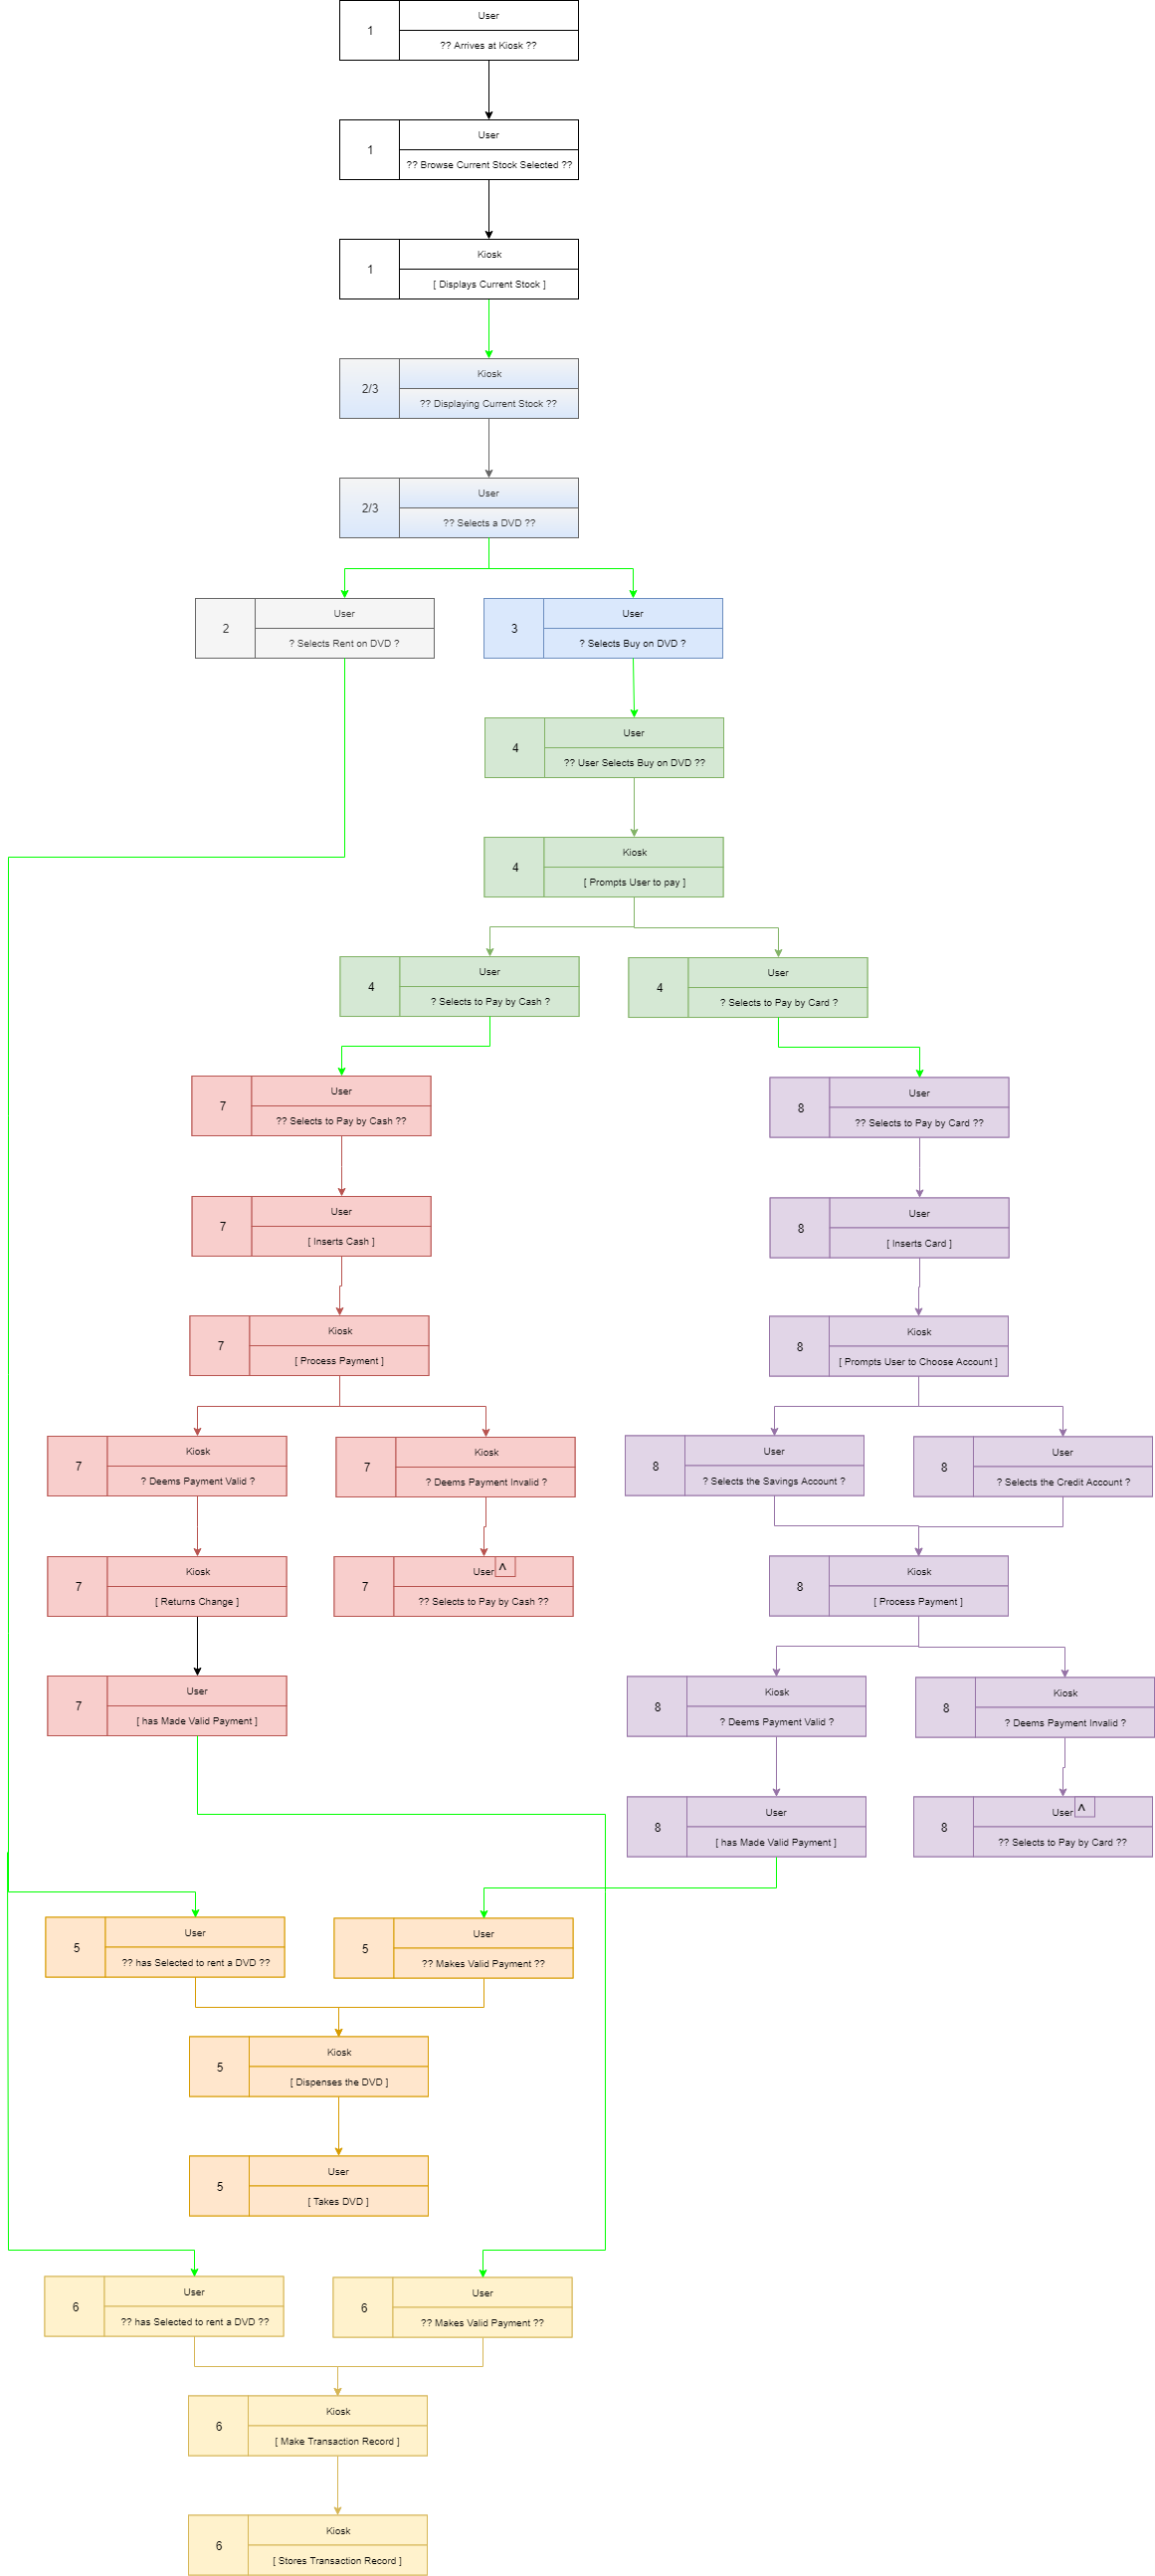 1
User
?? Arrives at Kiosk ??
1
User
?? Browse Current Stock Selected ??
1
Kiosk
[ Displays Current Stock ]
2/3
Kiosk
?? Displaying Current Stock ??
2/3
User
?? Selects a DVD ??
2
User
? Selects Rent on DVD ?
3
User
? Selects Buy on DVD ?
4
User
?? User Selects Buy on DVD ??
4
Kiosk
[ Prompts User to pay ]
4
User
? Selects to Pay by Cash ?
4
User
? Selects to Pay by Card ?
7
User
?? Selects to Pay by Cash ??
8
User
?? Selects to Pay by Card ??
7
User
[ Inserts Cash ]
8
User
[ Inserts Card ]
7
Kiosk
[ Process Payment ]
8
Kiosk
[ Prompts User to Choose Account ]
7
Kiosk
? Deems Payment Valid ?
7
Kiosk
? Deems Payment Invalid ?
8
User
? Selects the Savings Account ?
8
User
? Selects the Credit Account ?
7
Kiosk
[ Returns Change ]
7
User ^
?? Selects to Pay by Cash ??
8
Kiosk
[ Process Payment ]
7
User
[ has Made Valid Payment ]
8
Kiosk
? Deems Payment Valid ?
8
Kiosk
? Deems Payment Invalid ?
8
User
[ has Made Valid Payment ]
8
User ^
?? Selects to Pay by Card ??
5
User
?? has Selected to rent a DVD ??
5
User
?? Makes Valid Payment ??
5
Kiosk
[ Dispenses the DVD ]
5
User
[ Takes DVD ]
6
User
?? has Selected to rent a DVD ??
6
User
?? Makes Valid Payment ??
6
Kiosk
[ Make Transaction Record ]
6
Kiosk
[ Stores Transaction Record ]